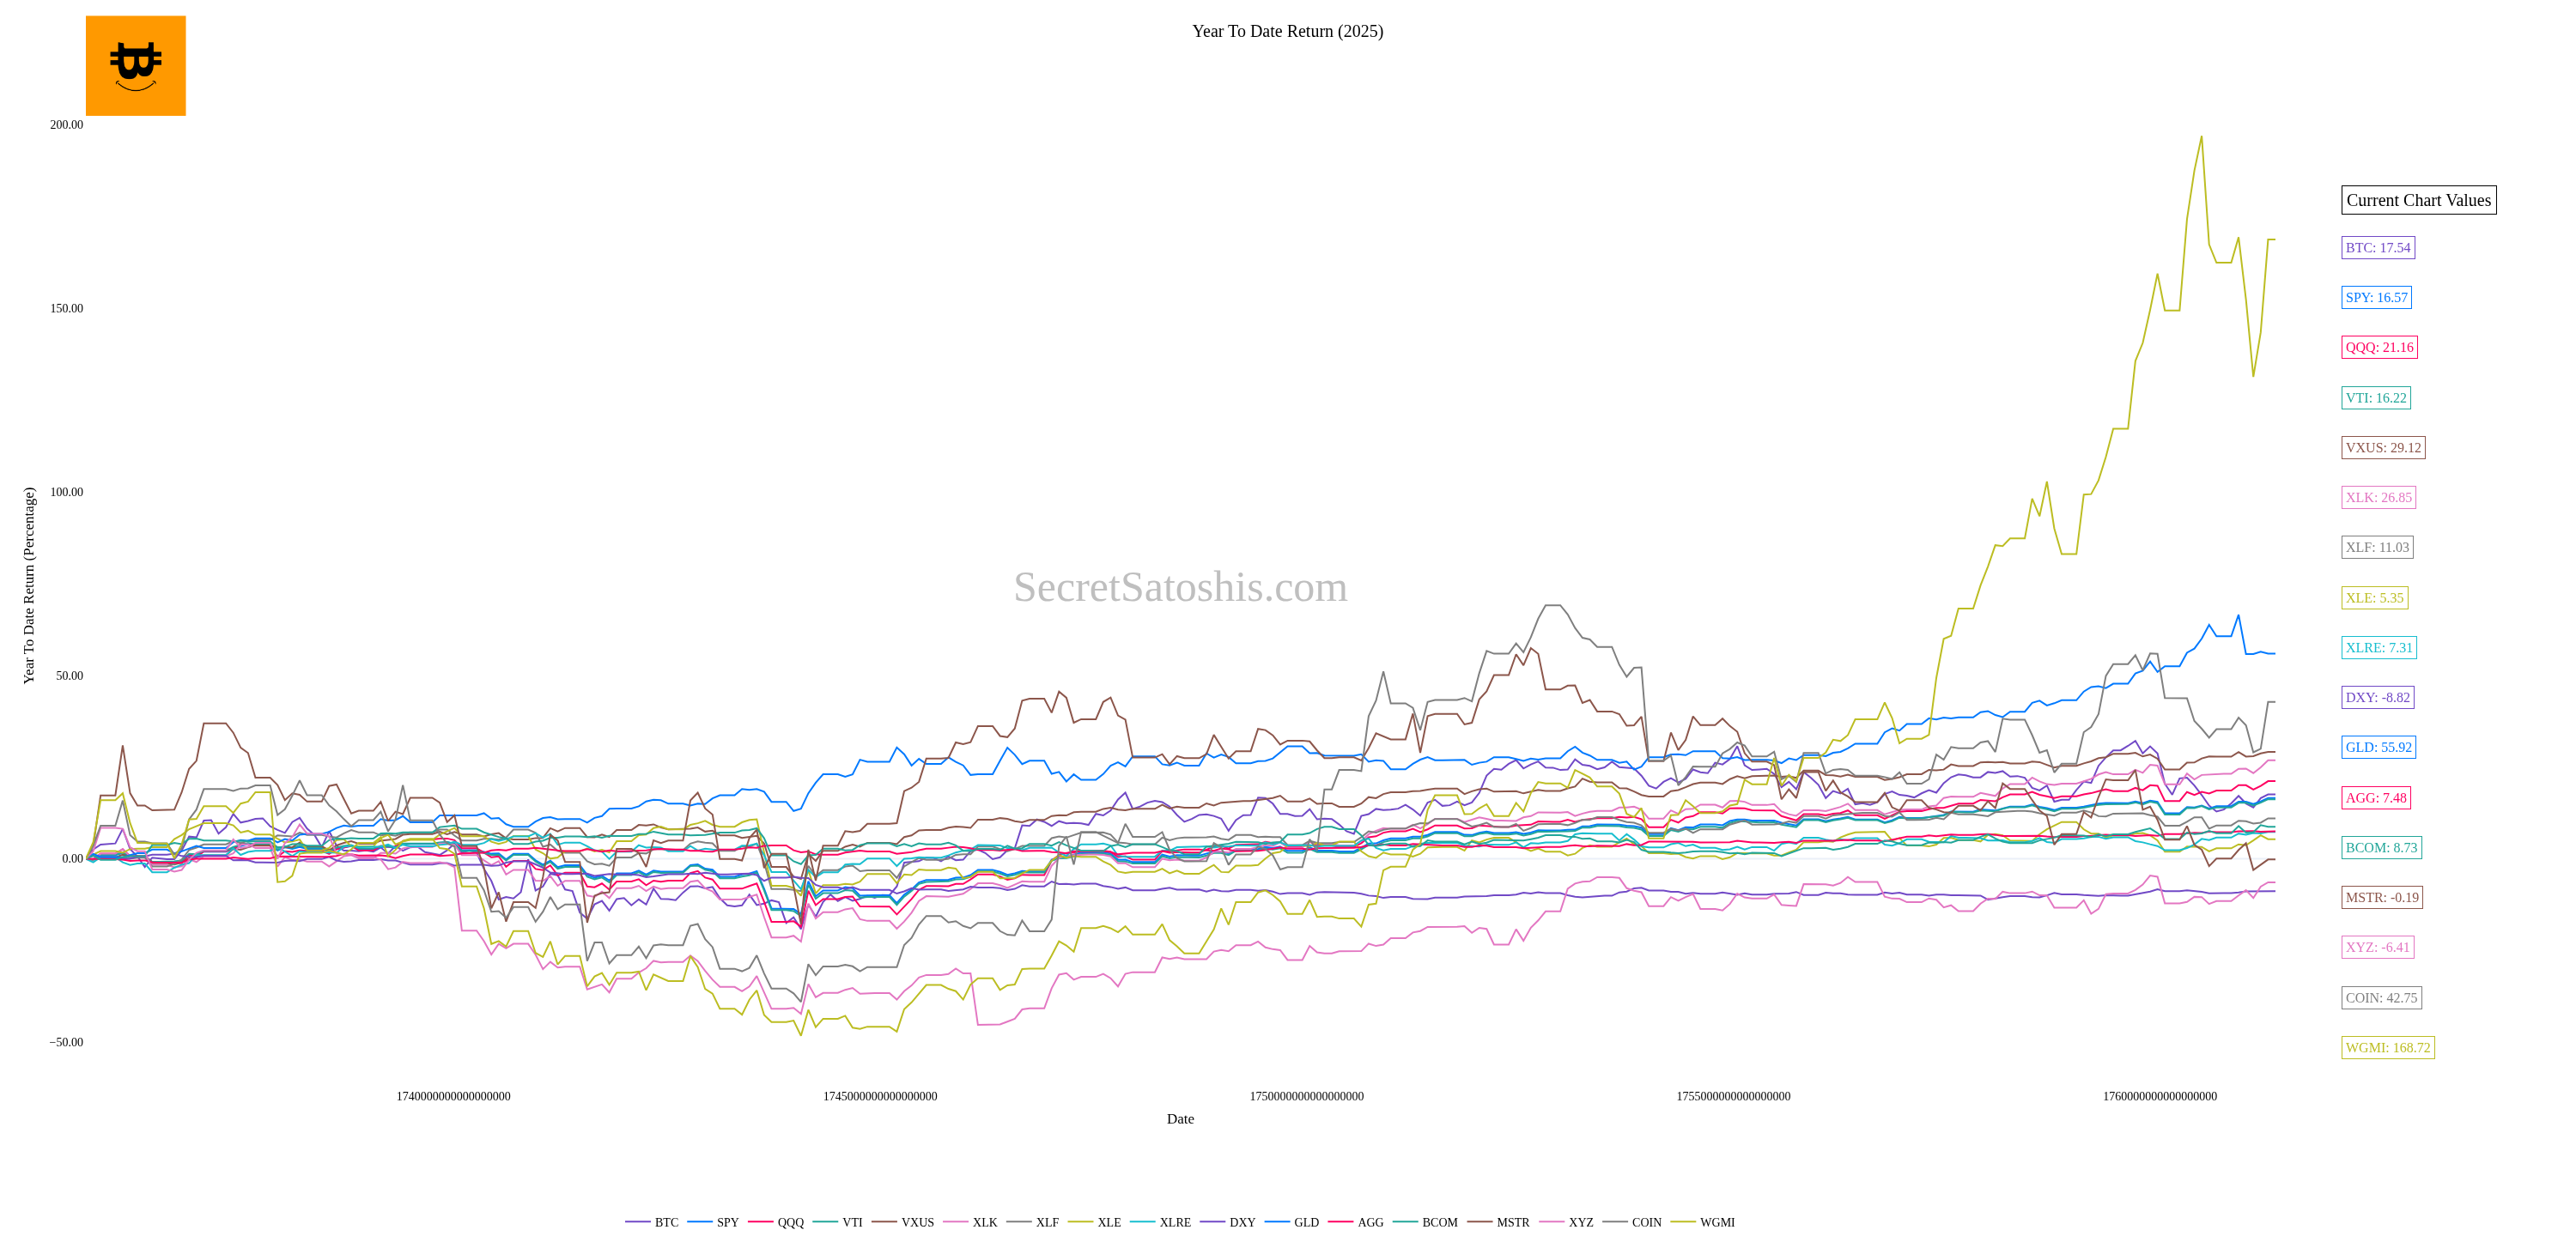 Year To Date Return (2025)
200.00
150.00
100.00
50.00
0.00
−50.00
Year To Date Return (Percentage)
SecretSatoshis.com
Current Chart Values
BTC: 17.54
SPY: 16.57
QQQ: 21.16
VTI: 16.22
VXUS: 29.12
XLK: 26.85
XLF: 11.03
XLE: 5.35
XLRE: 7.31
DXY: -8.82
GLD: 55.92
AGG: 7.48
BCOM: 8.73
MSTR: -0.19
XYZ: -6.41
COIN: 42.75
WGMI: 168.72
1740000000000000000 1745000000000000000 1750000000000000000 1755000000000000000 1760000000000000000
Date
BTC SPY QQQ VTI VXUS XLK XLF XLE XLRE DXY GLD AGG BCOM MSTR XYZ COIN WGMI